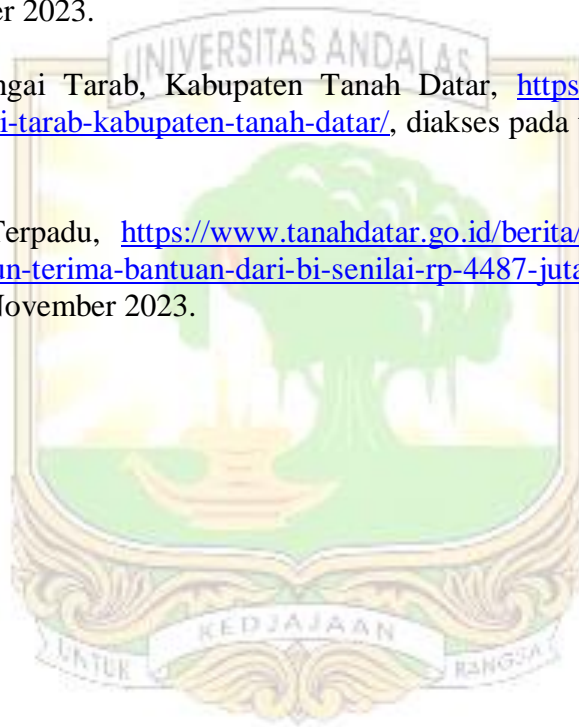 er 2023.
UNIVERSITAS ANDALAS
ngai Tarab, Kabupaten Tanah Datar, https
i-tarab-kabupaten-tanah-datar/, diakses pada
Terpadu, https://www.tanahdatar.go.id/berita/
un-terima-bantuan-dari-bi-senilai-rp-4487-juta
November 2023.
KEDJAJAAN
UNTUK BANGSA